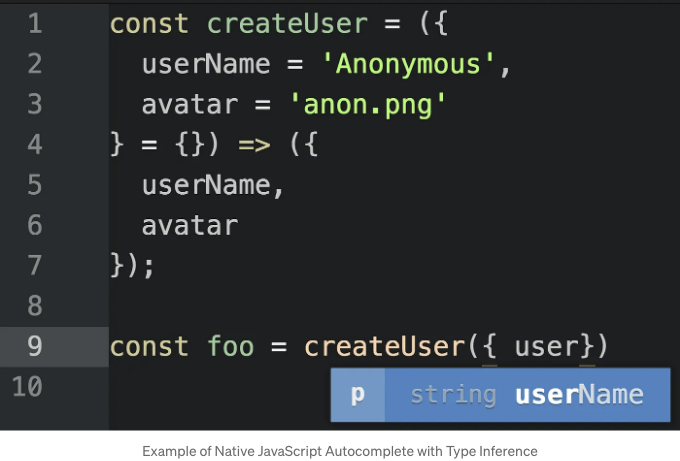 1 const createUser = ({
2 userName = 'Anonymous',
3 avatar = 'anon.png'
4 } = {}) => ({
5 userName,
6 avatar
7 });
8
9 const foo = createUser({ user})
10
p string userName
Example of Native JavaScript Autocomplete with Type Inference